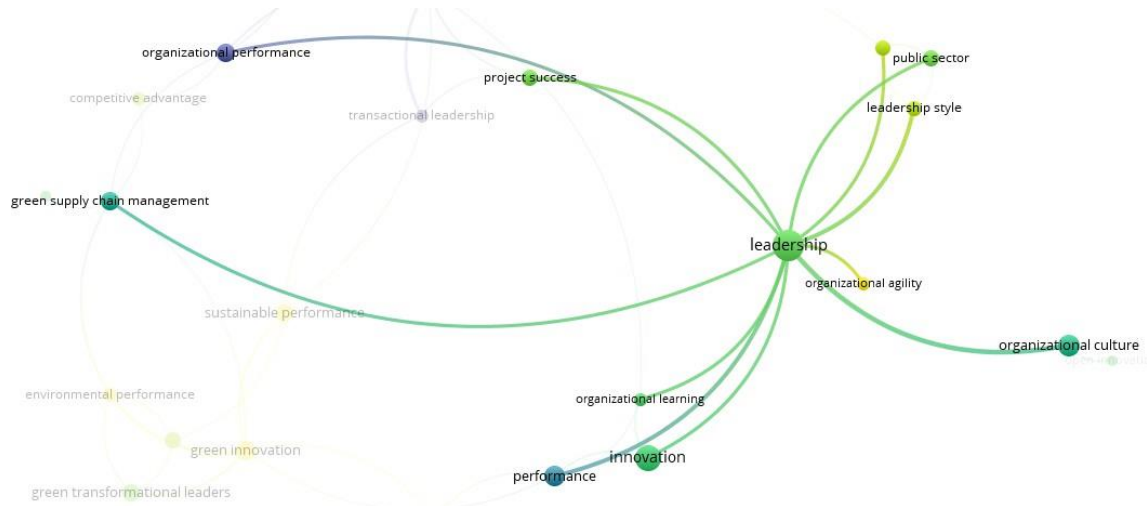 organizational performance
public sector
project success
competitive advantage
leadership style
transactional leadership
green supply chain management
leadership
organizational agility
sustainable performance
organizational culture
environmental performance
organizational learning
green innovation
innovation
performance
green transformational leaders